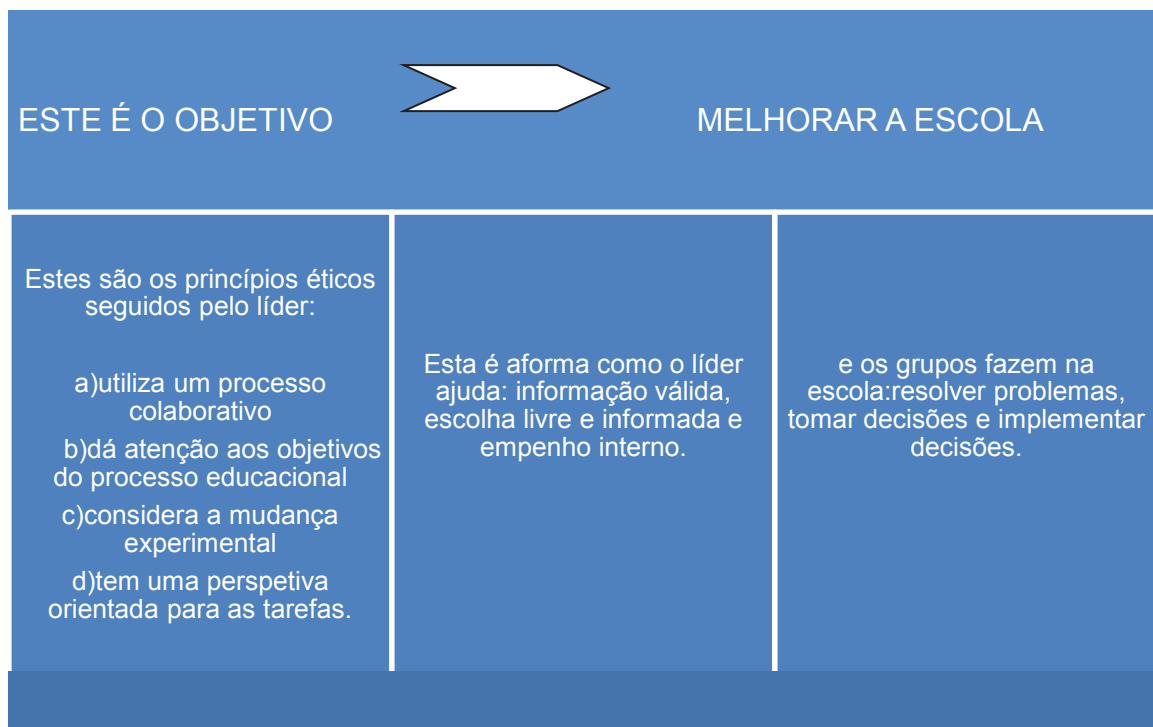 ESTE É O OBJETIVO
MELHORAR A ESCOLA
Estes são os princípios éticos
seguidos pelo líder:
a)utiliza um processo
colaborativo
b)dá atenção aos objetivos
do processo educacional
c)considera a mudança
experimental
d)tem uma perspetiva
orientada para as tarefas.
Esta é aforma como o líder
ajuda: informação válida,
escolha livre e informada e
empenho interno.
e os grupos fazem na
escola:resolver problemas,
tomar decisões e implementar
decisões.